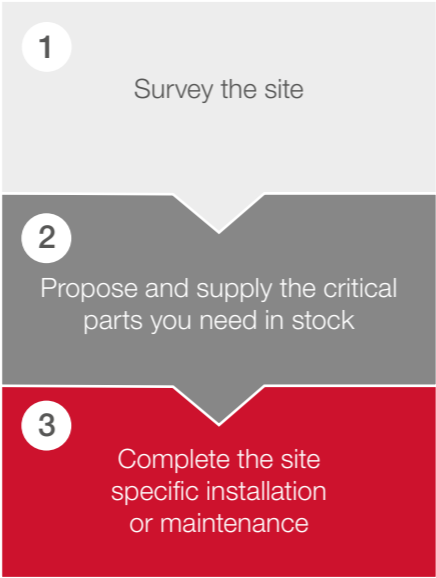 1
Survey the site
2
Propose and supply the critical
parts you need in stock
3
Complete the site
specific installation
or maintenance